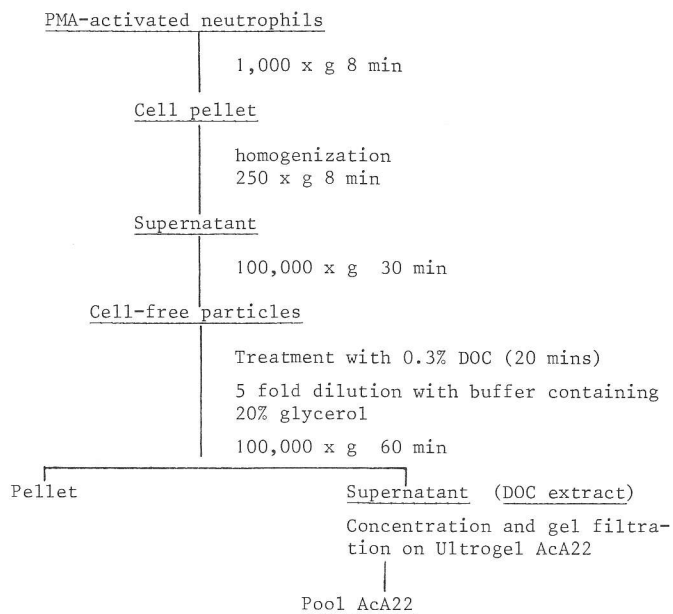 PMA-activated neutrophils
1,000 x g 8 min
Cell pellet
homogenization
250 x g 8 min
Supernatant
100,000 x g 30 min
Cell-free particles
Treatment with 0.3% DOC (20 mins)
5 fold dilution with buffer containing
20% glycerol
100,000 x g 60 min
Pellet
Supernatant (DOC extract)
Concentration and gel filtra-
tion on Ultrogel AcA22
Pool AcA22